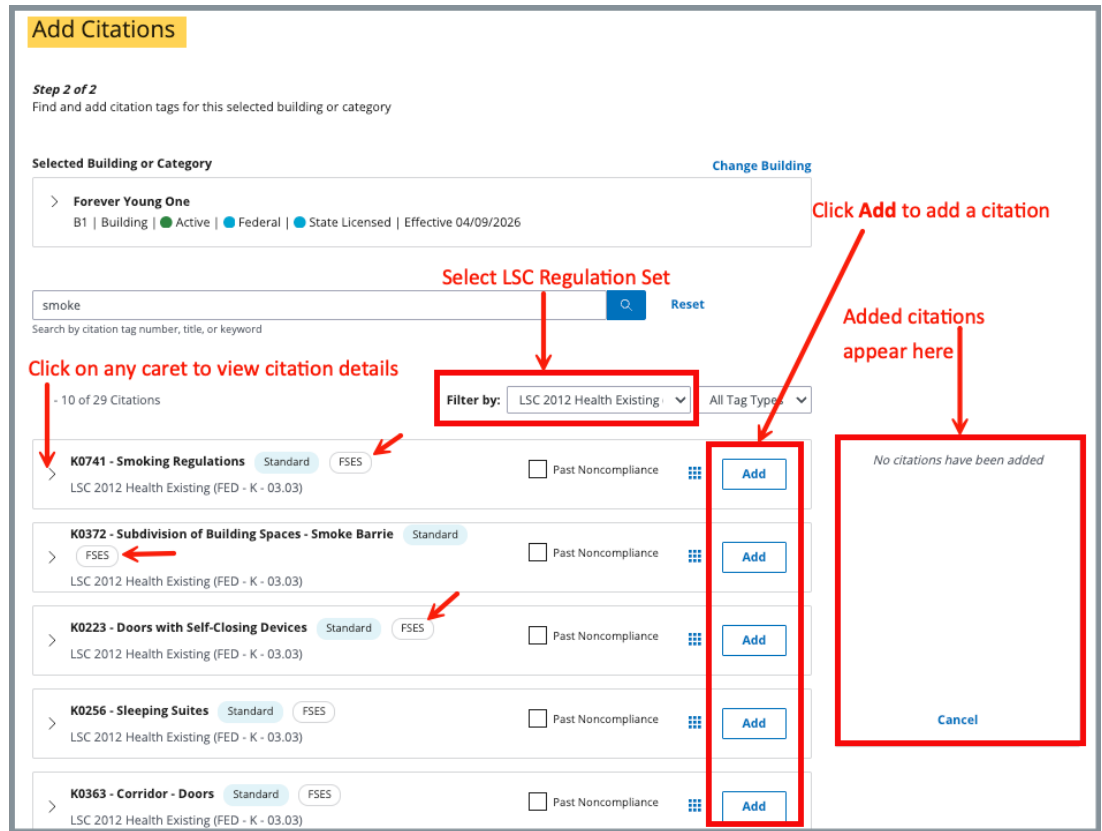 Add Citations
Step 2 of 2
Find and add citation tags for this selected building or category
Selected Building or Category
Change Building
Forever Young One
B1 | Building | Active | Federal | State Licensed | Effective 04/09/2026
Click Add to add a citation
Select LSC Regulation Set
smoke
Reset
Search by citation tag number, title, or keyword
Added citations
appear here
Click on any caret to view citation details
- 10 of 29 Citations
Filter by:
LSC 2012 Health Existing
All Tag Types
K0741 - Smoking Regulations Standard FSES
LSC 2012 Health Existing (FED - K - 03.03)
Past Noncompliance
Add
No citations have been added
K0372 - Subdivision of Building Spaces - Smoke Barrie Standard
FSES
LSC 2012 Health Existing (FED - K - 03.03)
Past Noncompliance
Add
K0223 - Doors with Self-Closing Devices Standard FSES
LSC 2012 Health Existing (FED - K - 03.03)
Past Noncompliance
Add
K0256 - Sleeping Suites Standard FSES
LSC 2012 Health Existing (FED - K - 03.03)
Past Noncompliance
Add
Cancel
K0363 - Corridor - Doors Standard FSES
LSC 2012 Health Existing (FED - K - 03.03)
Past Noncompliance
Add